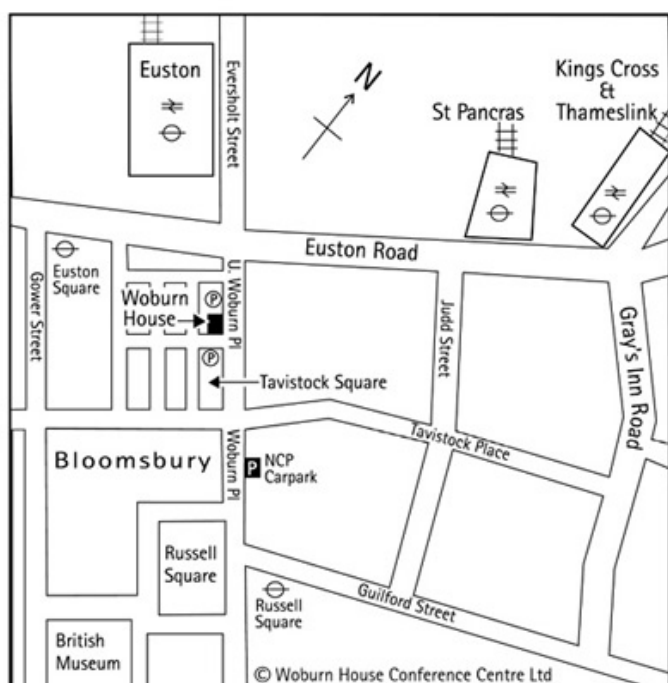 Euston
Eversholt Street
N
St Pancras
Kings Cross
&
Thameslink
Euston Road
Euston
Square
Gower Street
U. Woburn Pl
P
Woburn
House
Judd Street
Gray's Inn Road
P
Tavistock Square
Tavistock Place
Bloomsbury
Woburn Pl
P
NCP
Carpark
Russell
Square
Guilford Street
Russell
Square
British
Museum
© Woburn House Conference Centre Ltd